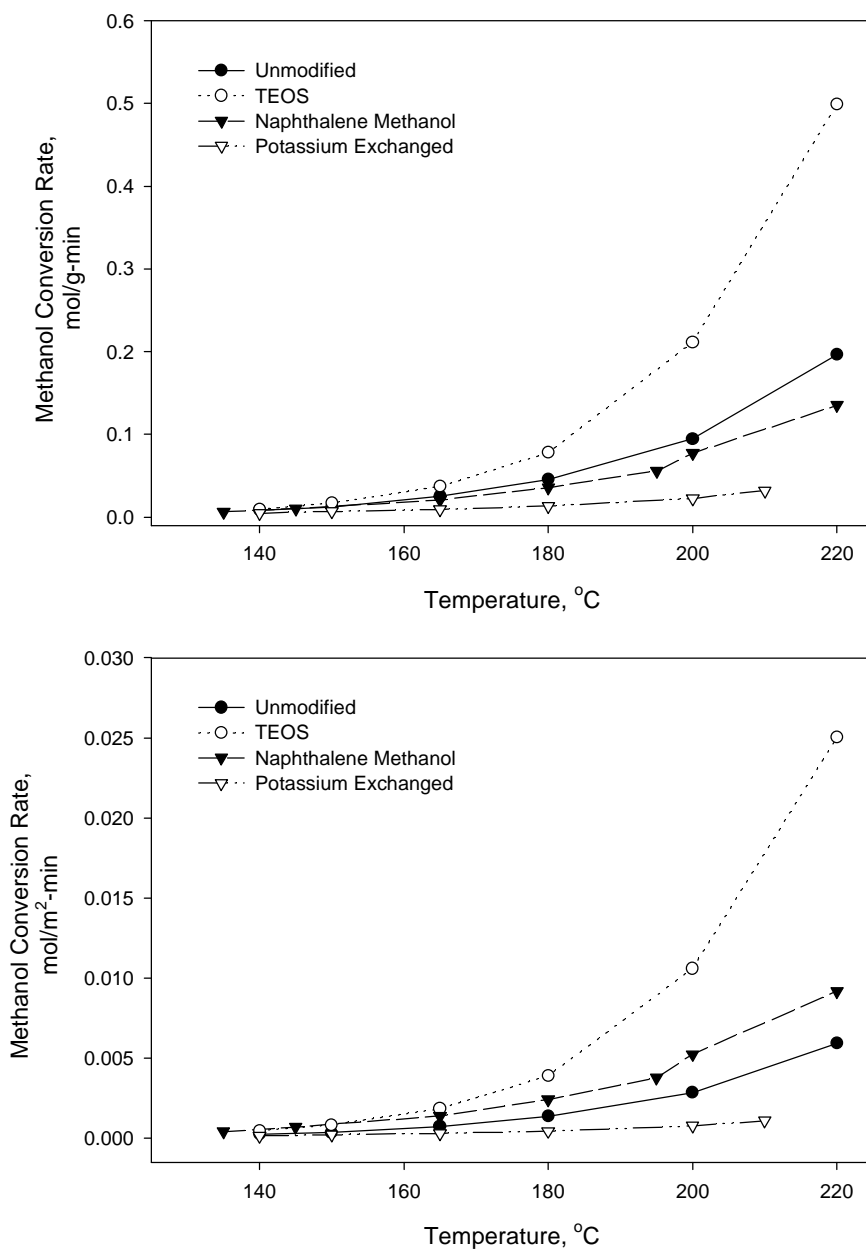 0.6
0.5
0.4
0.3
0.2
0.1
0.0
Methanol Conversion Rate,
mol/g-min
Unmodified
TEOS
Naphthalene Methanol
Potassium Exchanged
140 160 180 200 220
Temperature, °C
0.030
0.025
0.020
0.015
0.010
0.005
0.000
Methanol Conversion Rate,
mol/m²-min
Unmodified
TEOS
Naphthalene Methanol
Potassium Exchanged
140 160 180 200 220
Temperature, °C